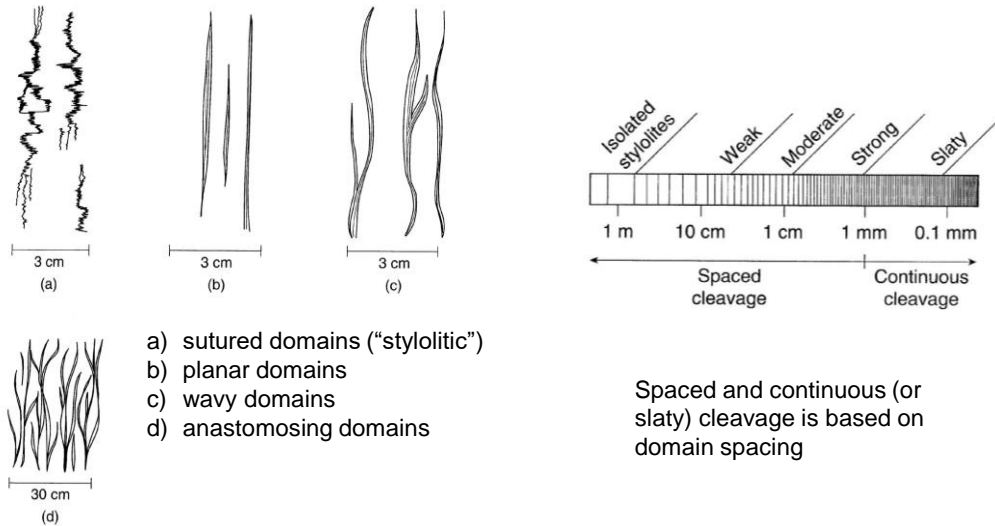 3 cm
(a)
3 cm
(b)
3 cm
(c)
30 cm
(d)
a) sutured domains (“stylolitic”)
b) planar domains
c) wavy domains
d) anastomosing domains
Isolated
stylolites
Weak
Moderate
Strong
Slaty
1 m
10 cm
1 cm
1 mm
0.1 mm
Spaced
cleavage
Continuous
cleavage
Spaced and continuous (or
slaty) cleavage is based on
domain spacing